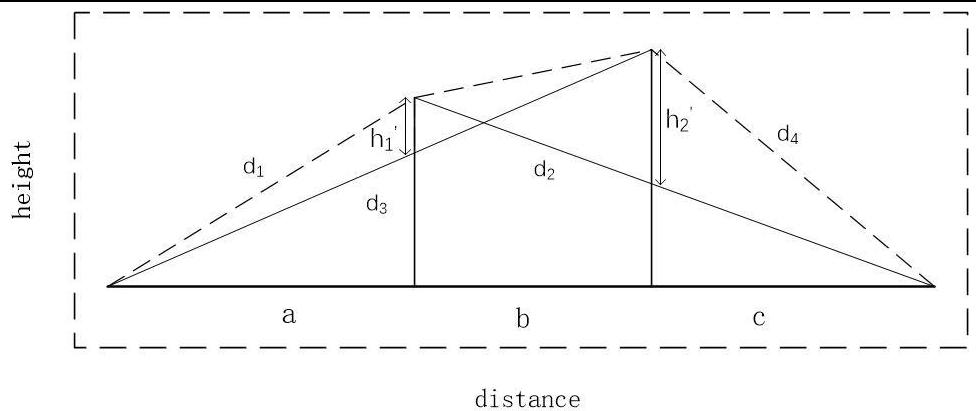 height
d1
h1'
d3
d2
h2'
d4
a
b
c
distance